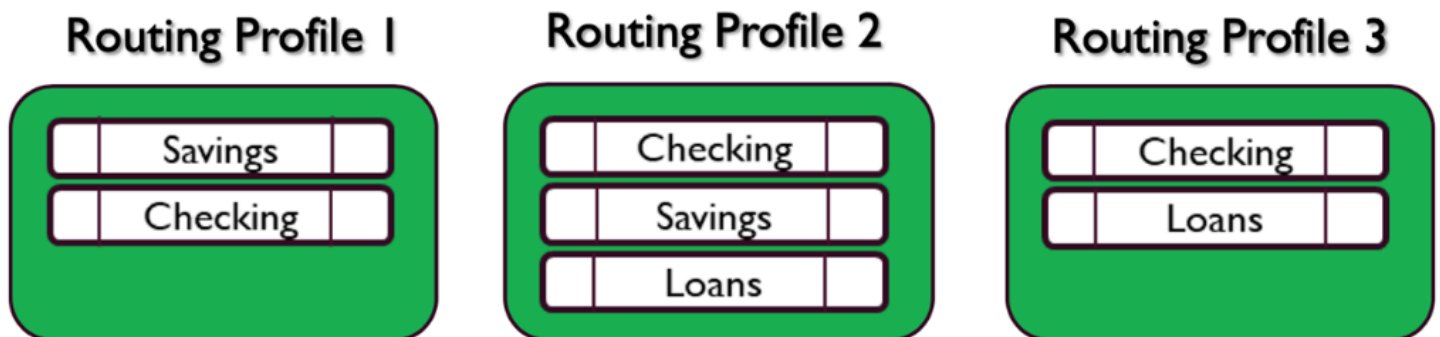 Routing Profile 1
Savings
Checking
Routing Profile 2
Checking
Savings
Loans
Routing Profile 3
Checking
Loans